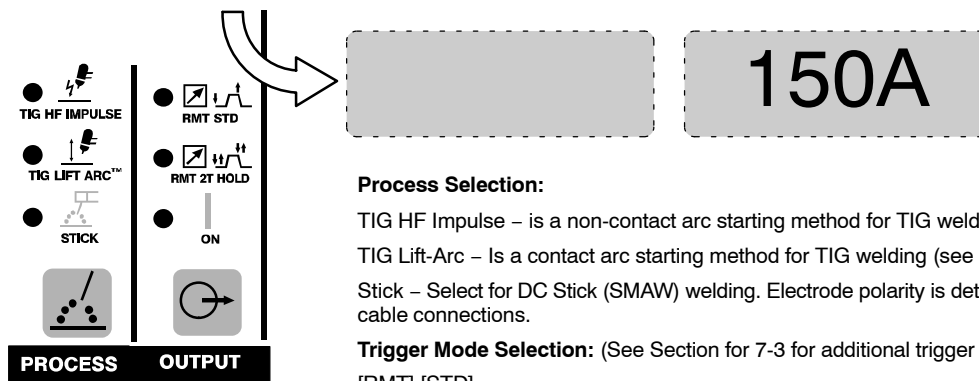 150A
TIG HF IMPULSE
RMT STD
TIG LIFT ARC™
RMT 2T HOLD
STICK
ON
PROCESS
OUTPUT
Process Selection:
TIG HF Impulse – is a non-contact arc starting method for TIG weld
TIG Lift-Arc – Is a contact arc starting method for TIG welding (see
Stick – Select for DC Stick (SMAW) welding. Electrode polarity is det
cable connections.
Trigger Mode Selection: (See Section for 7-3 for additional trigger
[RMT] [STD]